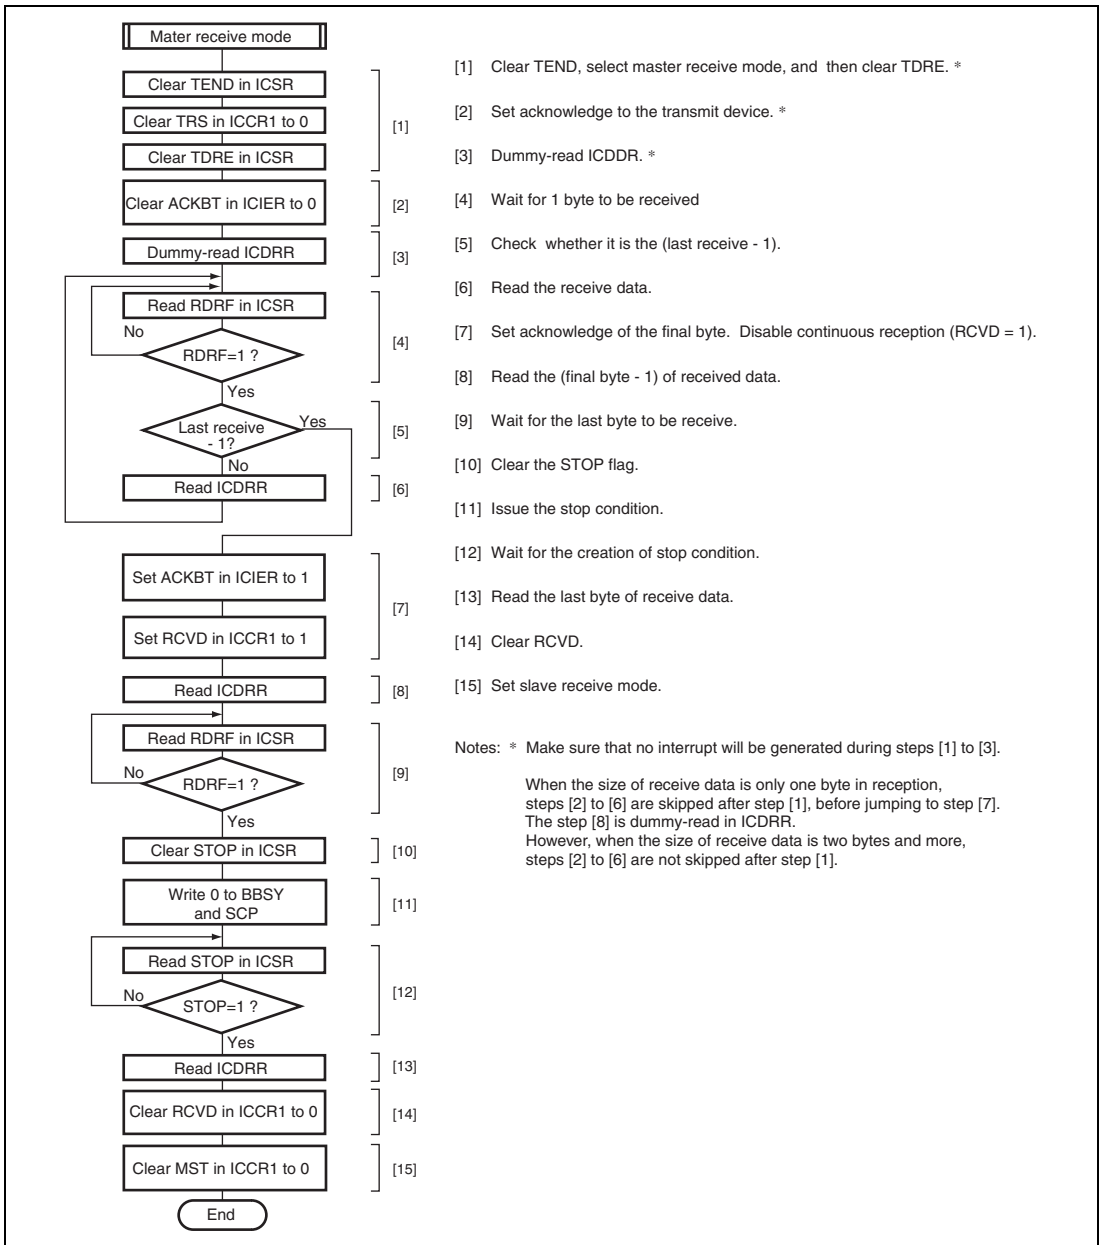 Mater receive mode
Clear TEND in ICSR
Clear TRS in ICCR1 to 0
Clear TDRE in ICSR
[1]
Clear ACKBT in ICIER to 0
[2]
Dummy-read ICDRR
[3]
Read RDRF in ICSR
No
RDRF=1 ?
[4]
Yes
Last receive
- 1?
Yes
[5]
No
Read ICDRR
[6]
Set ACKBT in ICIER to 1
[7]
Set RCVD in ICCR1 to 1
Read ICDRR
[8]
Read RDRF in ICSR
No
RDRF=1 ?
[9]
Yes
Clear STOP in ICSR
[10]
Write 0 to BBSY
and SCP
[11]
Read STOP in ICSR
No
STOP=1 ?
[12]
Yes
Read ICDRR
[13]
Clear RCVD in ICCR1 to 0
[14]
Clear MST in ICCR1 to 0
[15]
End
[1] Clear TEND, select master receive mode, and then clear TDRE. *
[2] Set acknowledge to the transmit device. *
[3] Dummy-read ICDDR. *
[4] Wait for 1 byte to be received
[5] Check whether it is the (last receive - 1).
[6] Read the receive data.
[7] Set acknowledge of the final byte. Disable continuous reception (RCVD = 1).
[8] Read the (final byte - 1) of received data.
[9] Wait for the last byte to be receive.
[10] Clear the STOP flag.
[11] Issue the stop condition.
[12] Wait for the creation of stop condition.
[13] Read the last byte of receive data.
[14] Clear RCVD.
[15] Set slave receive mode.
Notes: * Make sure that no interrupt will be generated during steps [1] to [3].
When the size of receive data is only one byte in reception,
steps [2] to [6] are skipped after step [1], before jumping to step [7].
The step [8] is dummy-read in ICDRR.
However, when the size of receive data is two bytes and more,
steps [2] to [6] are not skipped after step [1].